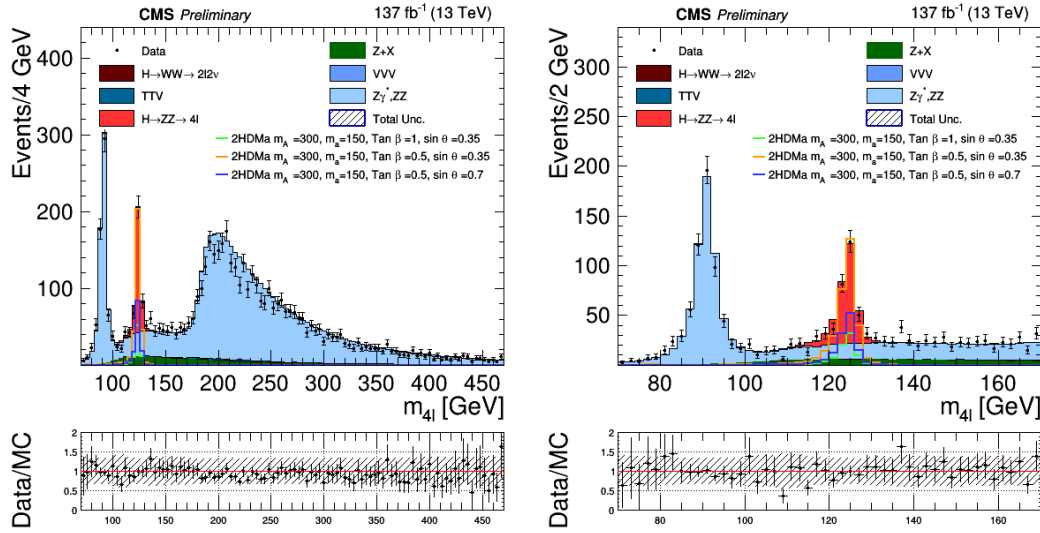 CMS Preliminary 137 fb⁻¹ (13 TeV)
Events/4 GeV
400
300
200
100
Data
H→WW→ 2l2ν
TTV
H→ZZ→ 4l
Z+X
VVV
Zγ*,ZZ
Total Unc.
2HDMa m_A =300, m_a=150, Tan β =1, sin θ =0.35
2HDMa m_A =300, m_a=150, Tan β =0.5, sin θ =0.35
2HDMa m_A =300, m_a=150, Tan β =0.5, sin θ =0.7
100 150 200 250 300 350 400 450
m_4l [GeV]
Data/MC
2
1.5
1
0.5
0
100 150 200 250 300 350 400 450
CMS Preliminary 137 fb⁻¹ (13 TeV)
Events/2 GeV
300
250
200
150
100
50
0
Data
H→WW→ 2l2ν
TTV
H→ZZ→ 4l
Z+X
VVV
Zγ*,ZZ
Total Unc.
2HDMa m_A =300, m_a=150, Tan β =1, sin θ =0.35
2HDMa m_A =300, m_a=150, Tan β =0.5, sin θ =0.35
2HDMa m_A =300, m_a=150, Tan β =0.5, sin θ =0.7
80 100 120 140 160
m_4l [GeV]
Data/MC
2
1.5
1
0.5
0
80 100 120 140 160